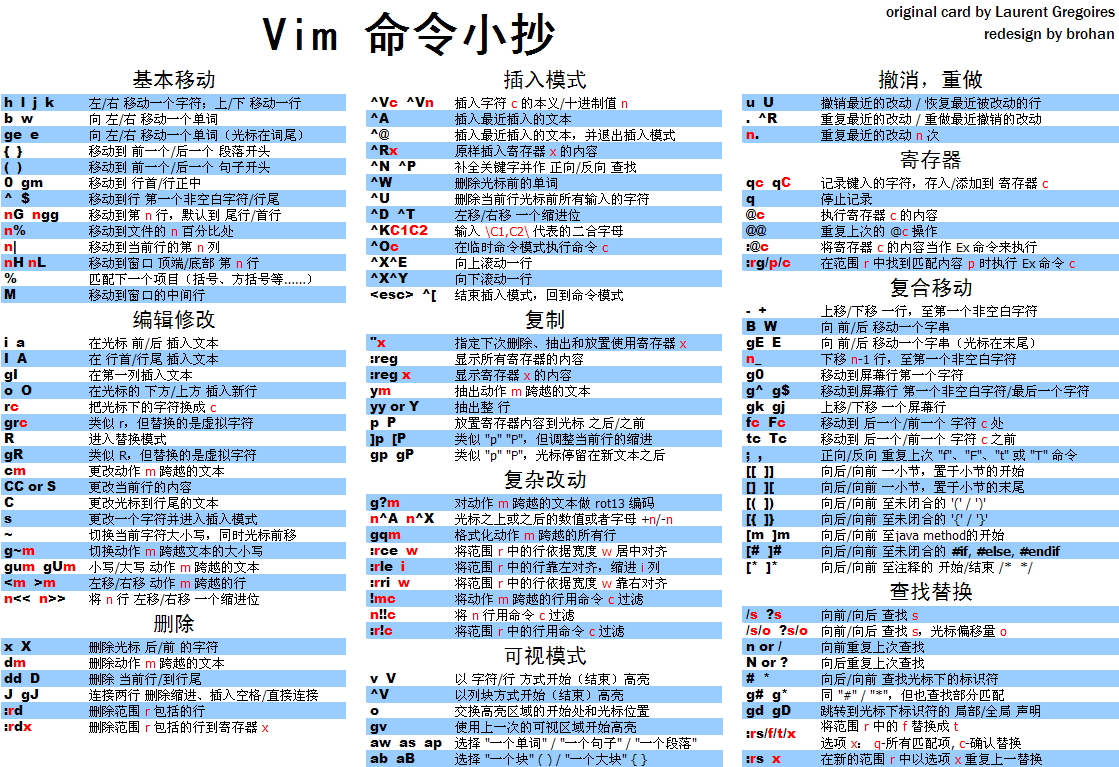 Vim 命令小抄
original card by Laurent Gregoires
redesign by brohan
基本移动
h l j k 左/右 移动一个字符；上/下 移动一行
b w 向 左/右 移动一个单词
ge e 向 左/右 移动一个单词（光标在词尾）
{ } 移动到 前一个/后一个 段落开头
( ) 移动到 前一个/后一个 句子开头
0 gm 移动到 行首/行正中
^ $ 移动到行 第一个非空白字符/行尾
nG ngg 移动到第 n 行，默认到 尾行/首行
n% 移动到文件的 n 百分比处
n| 移动到当前行的第 n 列
nH nL 移动到窗口 顶端/底部 第 n 行
% 匹配下一个项目（括号、方括号等……）
M 移动到窗口的中间行
编辑修改
i a 在光标 前/后 插入文本
I A 在 行首/行尾 插入文本
gI 在第一列插入文本
o O 在光标的 下方/上方 插入新行
rc 把光标下的字符换成 c
grc 类似 r，但替换的是虚拟字符
R 进入替换模式
gR 类似 R，但替换的是虚拟字符
cm 更改动作 m 跨越的文本
CC or S 更改当前行的内容
C 更改光标到行尾的文本
s 更改一个字符并进入插入模式
~ 切换当前字符大小写，同时光标前移
g~m 切换动作 m 跨越文本的大小写
gum gUm 小写/大写 动作 m 跨越的文本
<m >m 左移/右移 动作 m 跨越的行
n<< n>> 将 n 行 左移/右移 一个缩进位
删除
x X 删除光标 后/前 的字符
dm 删除动作 m 跨越的文本
dd D 删除 当前行/到行尾
J gJ 连接两行 删除缩进、插入空格/直接连接
:rd 删除范围 r 包括的行
:rdx 删除范围 r 包括的行到寄存器 x
插入模式
^Vc ^Vn 插入字符 c 的本义/十进制值 n
^A 插入最近插入的文本
^@ 插入最近插入的文本，并退出插入模式
^Rx 原样插入寄存器 x 的内容
^N ^P 补全关键字并作 正向/反向 查找
^W 删除光标前的单词
^U 删除当前行光标前所有输入的字符
^D ^T 左移/右移 一个缩进位
^KC1C2 输入 \C1,C2\ 代表的二合字母
^Oc 在临时命令模式执行命令 c
^X^E 向上滚动一行
^X^Y 向下滚动一行
<esc> ^[ 结束插入模式，回到命令模式
复制
"x 指定下次删除、抽出和放置使用寄存器 x
:reg 显示所有寄存器的内容
:reg x 显示寄存器 x 的内容
ym 抽出动作 m 跨越的文本
yy or Y 抽出整 行
p P 放置寄存器内容到光标 之后/之前
]p [P 类似 "p" "P"，但调整当前行的缩进
gp gP 类似 "p" "P"，光标停留在新文本之后
复杂改动
g?m 对动作 m 跨越的文本做 rot13 编码
n^A n^X 光标之上或之后的数值或者字母 +n/-n
gqm 格式化动作 m 跨越的所有行
:rce w 将范围 r 中的行依据宽度 w 居中对齐
:rle i 将范围 r 中的行靠左对齐，缩进 i 列
:rri w 将范围 r 中的行依据宽度 w 靠右对齐
!mc 将动作 m 跨越的行用命令 c 过滤
n!!c 将 n 行用命令 c 过滤
:r!c 将范围 r 中的行用命令 c 过滤
可视模式
v V 以 字符/行 方式开始（结束）高亮
^V 以列块方式开始（结束）高亮
o 交换高亮区域的开始处和光标位置
gv 使用上一次的可视区域开始高亮
aw as ap 选择 "一个单词" / "一个句子" / "一个段落"
ab aB 选择 "一个块" ( ) / "一个大块" { }
撤消，重做
u U 撤销最近的改动 / 恢复最近被改动的行
. ^R 重复最近的改动 / 重做最近撤销的改动
n. 重复最近的改动 n 次
寄存器
qc qC 记录键入的字符，存入/添加到 寄存器 c
q 停止记录
@c 执行寄存器 c 的内容
@@ 重复上次的 @c 操作
:@c 将寄存器 c 的内容当作 Ex 命令来执行
:rg/p/c 在范围 r 中找到匹配内容 p 时执行 Ex 命令 c
复合移动
- + 上移/下移 一行，至第一个非空白字符
B W 向 前/后 移动一个字串
gE E 向 前/后 移动一个字串（光标在末尾）
n_ 下移 n-1 行，至第一个非空白字符
g0 移动到屏幕行第一个字符
g^ g$ 移动到屏幕行 第一个非空白字符/最后一个字符
gk gj 上移/下移 一个屏幕行
fc Fc 移动到 后一个/前一个 字符 c 处
tc Tc 移动到 后一个/前一个 字符 c 之前
; , 正向/反向 重复上次 "f"、"F"、"t" 或 "T" 命令
[[ ]] 向后/向前 一小节，置于小节的开始
[] ][ 向后/向前 一小节，置于小节的末尾
[( ]) 向后/向前 至未闭合的 '(' / ')'
[{ ]} 向后/向前 至未闭合的 '{' / '}'
[m ]m 向后/向前 至java method的开始
[# ]# 向后/向前 至未闭合的 #if, #else, #endif
[* ]* 向后/向前 至注释的 开始/结束 /* */
查找替换
/s ?s 向前/向后 查找 s
/s/o ?s/o 向前/向后 查找 s，光标偏移量 o
n or / 向前重复上次查找
N or ? 向后重复上次查找
# * 向后/向前 查找光标下的标识符
g# g* 同 "#" / "*"，但也查找部分匹配
gd gD 跳转到光标下标识符的 局部/全局 声明
:rs/f/t/x 将范围 r 中的 f 替换成 t
选项 x： q-所有匹配项, c-确认替换
:rs x 在新的范围 r 中以选项 x 重复上一替换